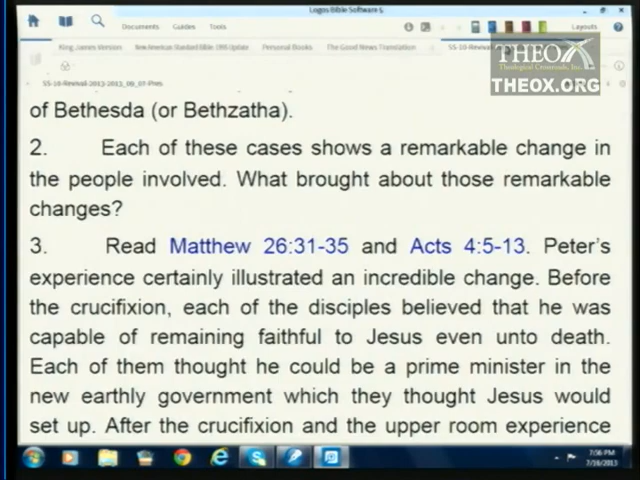 Logos Bible Software 5
Documents Guides Tools
Layouts
King James Version New American Standard Bible 1995 Update Personal Books The Good News Translation SS-10-Revival
THEOX
Theological Crossroads, Inc.
THEOX.ORG
of Bethesda (or Bethzatha).
2. Each of these cases shows a remarkable change in
the people involved. What brought about those remarkable
changes?
3. Read Matthew 26:31-35 and Acts 4:5-13. Peter's
experience certainly illustrated an incredible change. Before
the crucifixion, each of the disciples believed that he was
capable of remaining faithful to Jesus even unto death.
Each of them thought he could be a prime minister in the
new earthly government which they thought Jesus would
set up. After the crucifixion and the upper room experience
7:56 PM
7/16/2013